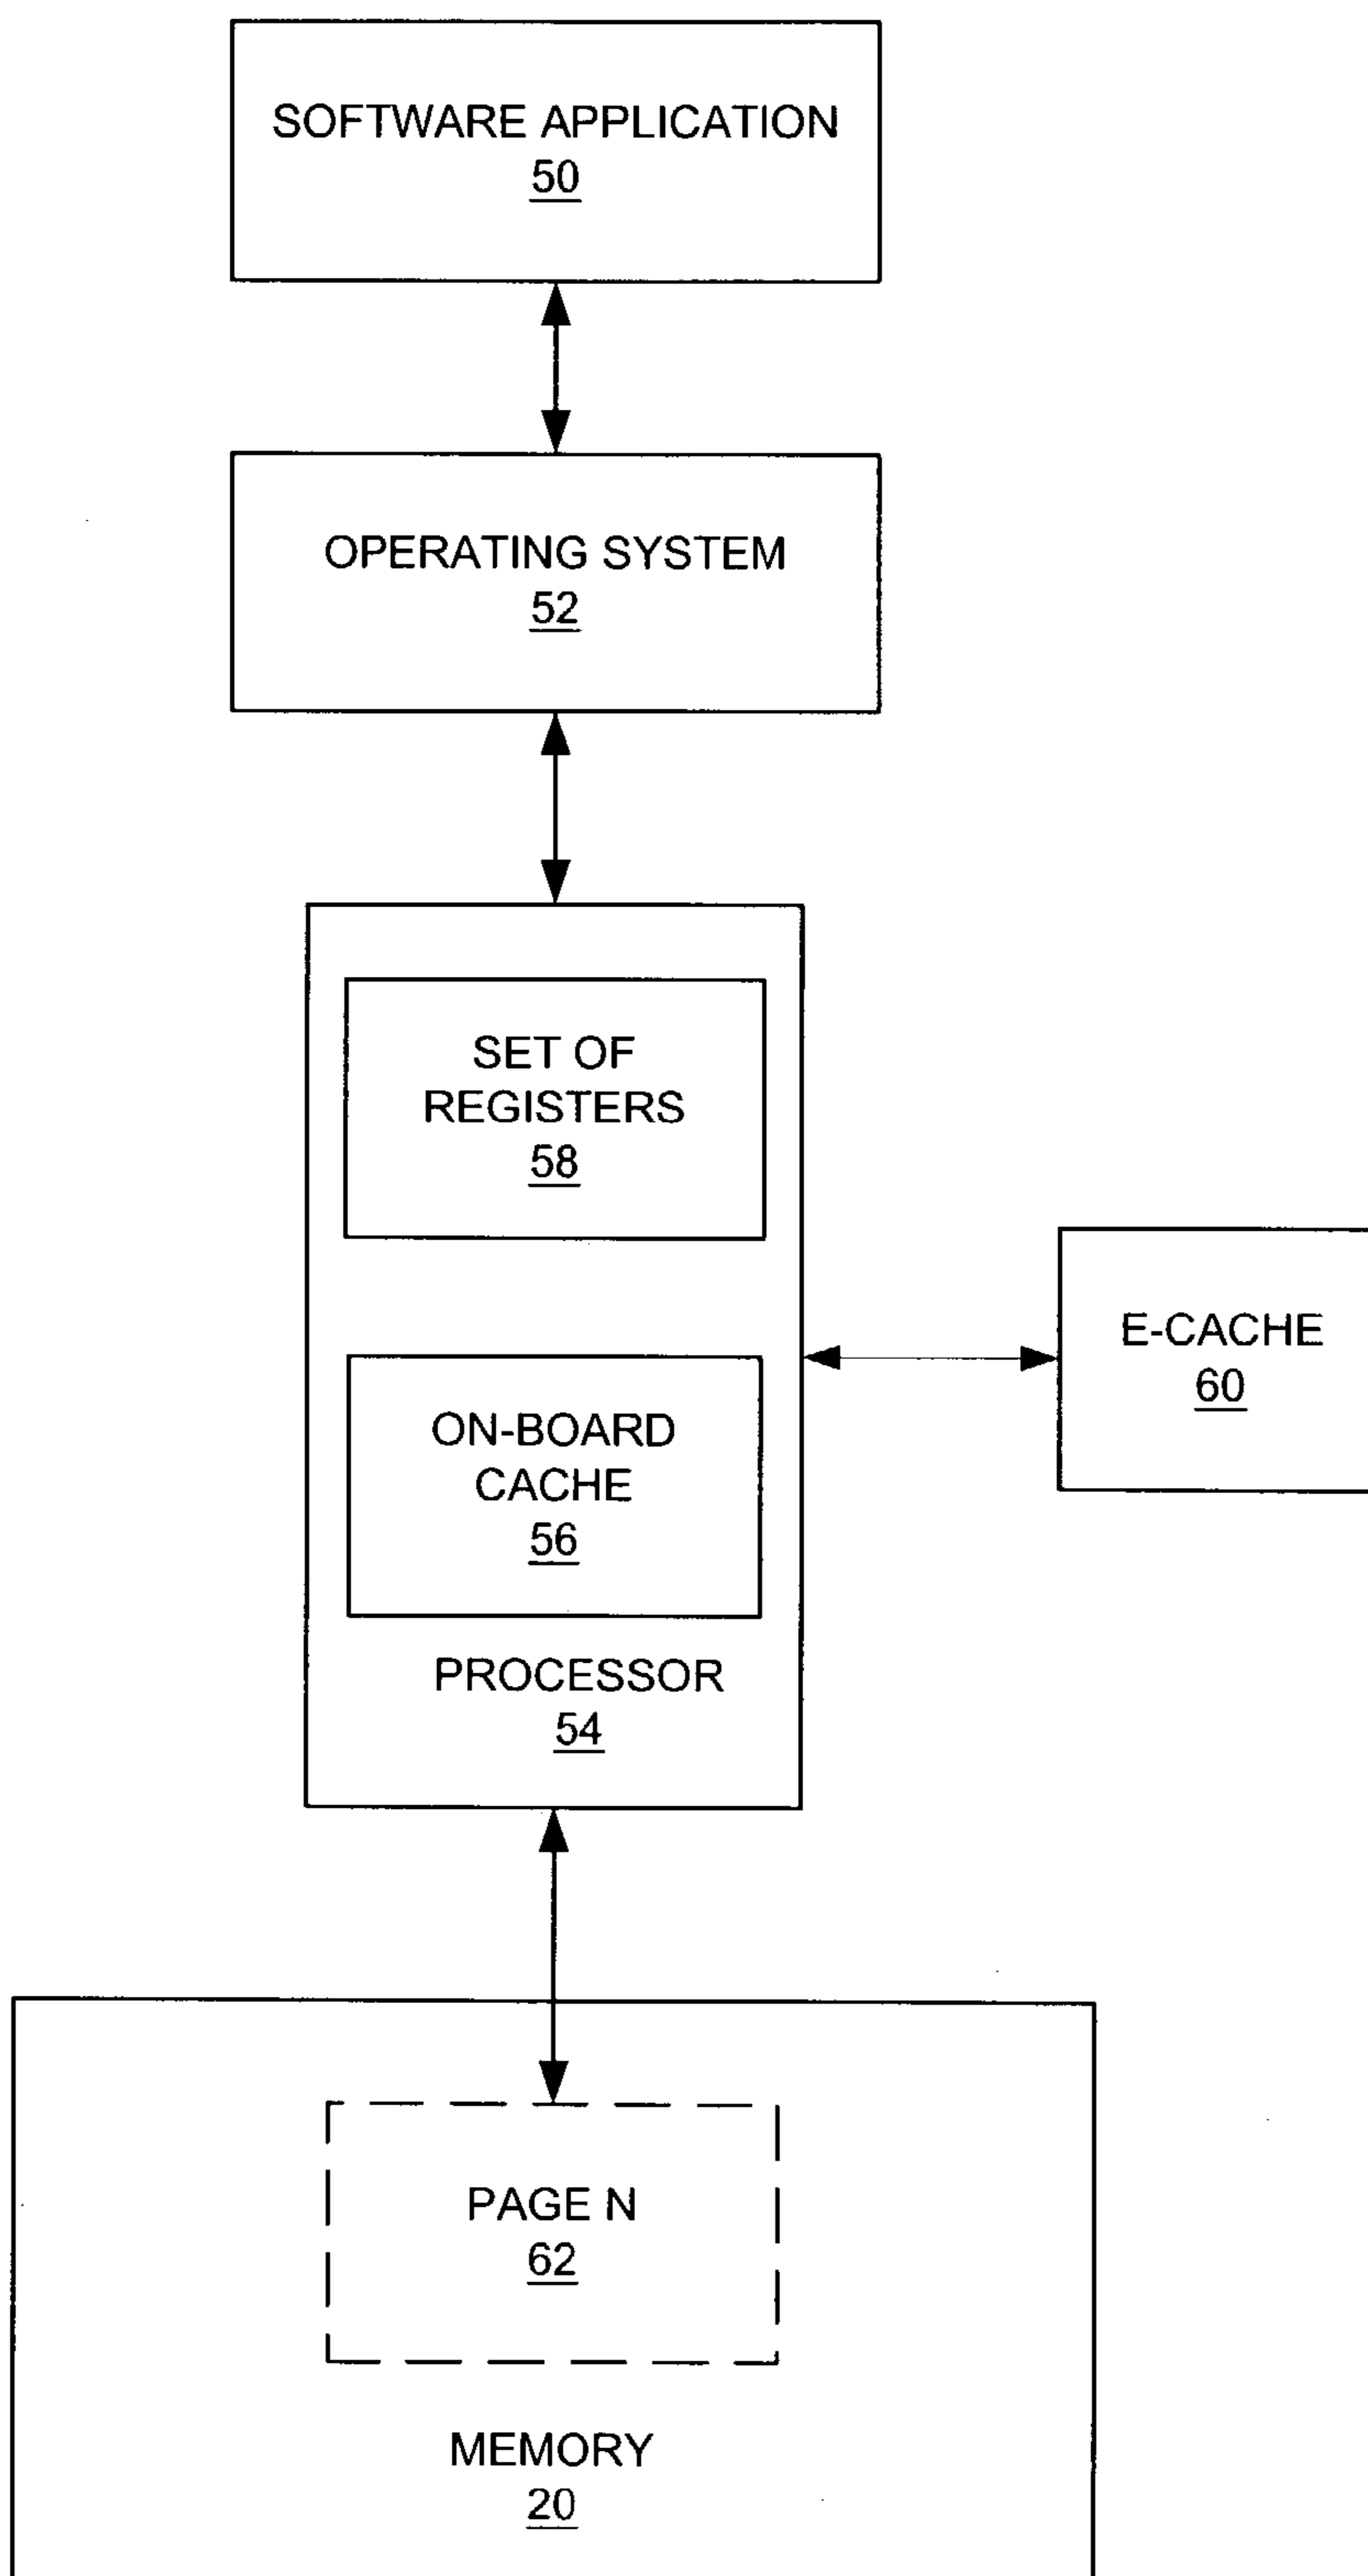 SOFTWARE APPLICATION
50
OPERATING SYSTEM
52
SET OF
REGISTERS
58
E-CACHE
60
ON-BOARD
CACHE
56
PROCESSOR
54
PAGE N
62
MEMORY
20